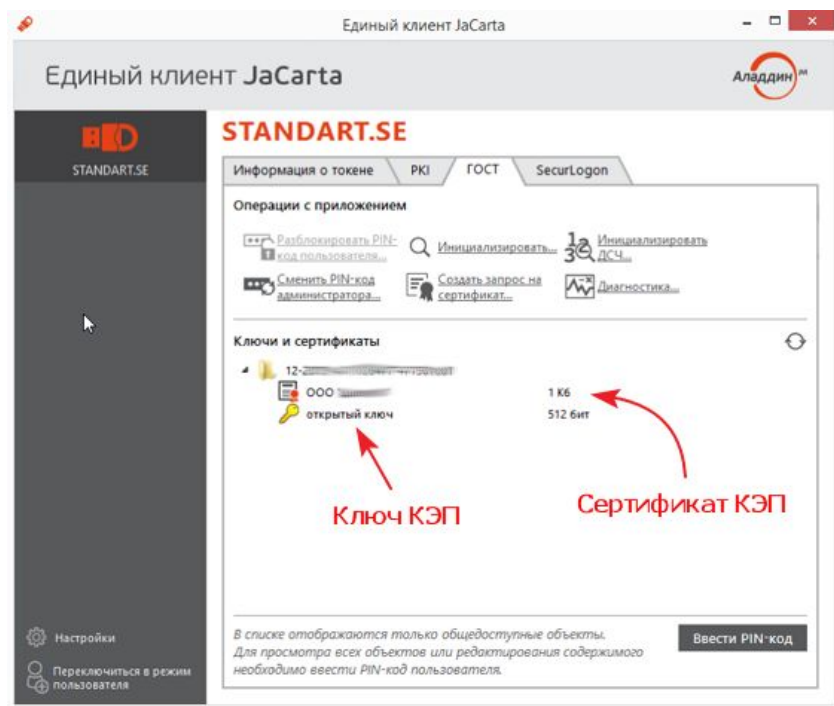 Единый клиент JaCarta
Единый клиент JaCarta
Аладдин
STANDART.SE
STANDART.SE
Информация о токене PKI ГОСТ SecurLogon
Операции с приложением
Разблокировать PIN-
код пользователя...
Инициализировать...
Инициализировать
ДСЧ...
Сменить PIN-код
администратора...
Создать запрос на
сертификат...
Диагностика...
Ключи и сертификаты
12-
ООО
1 Кб
открытый ключ 512 бит
Ключ КЭП
Сертификат КЭП
Настройки
Переключиться в режим
пользователя
В списке отображаются только общедоступные объекты.
Для просмотра всех объектов или редактирования содержимого
необходимо ввести PIN-код пользователя.
Ввести PIN-код